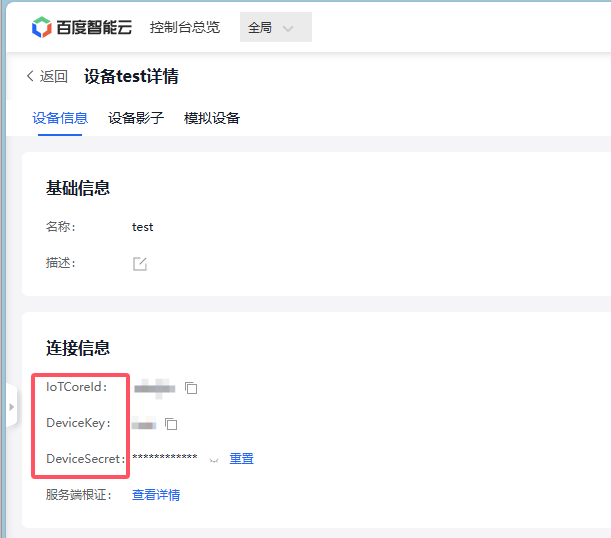 百度智能云 控制台总览 全局
返回 设备test详情
设备信息 设备影子 模拟设备
基础信息
名称： test
描述：
连接信息
IoTCoreId：
DeviceKey：
DeviceSecret： ************ 重置
服务端根证： 查看详情